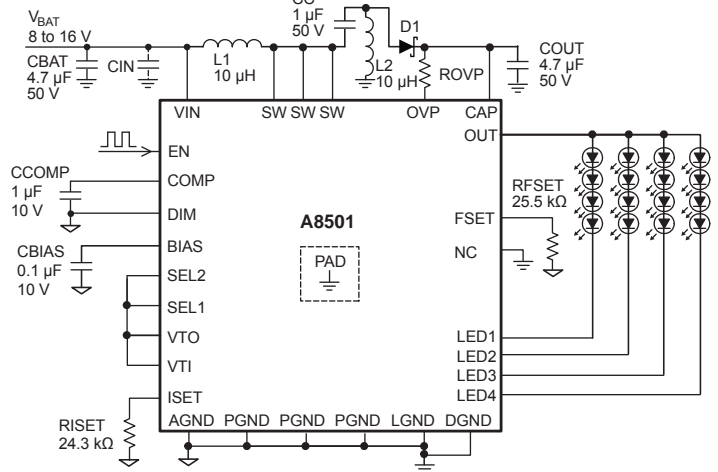 VBAT
8 to 16 V
CBAT
4.7 µF
50 V
CIN
L1
10 µH
1 µF
50 V
L2
10 µH
D1
ROVP
COUT
4.7 µF
50 V
VIN
SW SW SW
OVP
CAP
OUT
EN
CCOMP
1 µF
10 V
COMP
DIM
CBIAS
0.1 µF
10 V
BIAS
SEL2
SEL1
VTO
VTI
ISET
RISET
24.3 kΩ
A8501
PAD
RFSET
25.5 kΩ
FSET
NC
LED1
LED2
LED3
LED4
AGND PGND PGND PGND LGND DGND